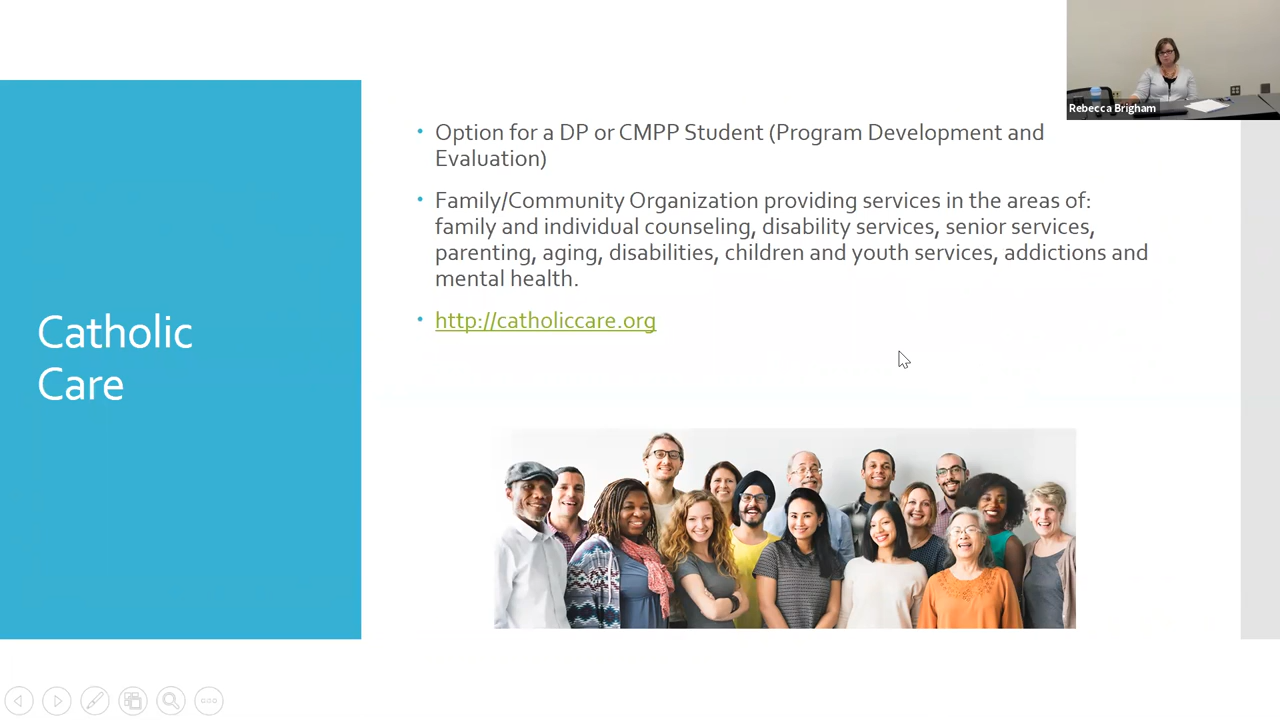 Rebecca Brigham
Option for a DP or CMPP Student (Program Development and
Evaluation)
Family/Community Organization providing services in the areas of:
family and individual counseling, disability services, senior services,
parenting, aging, disabilities, children and youth services, addictions and
mental health.
http://catholiccare.org
Catholic
Care